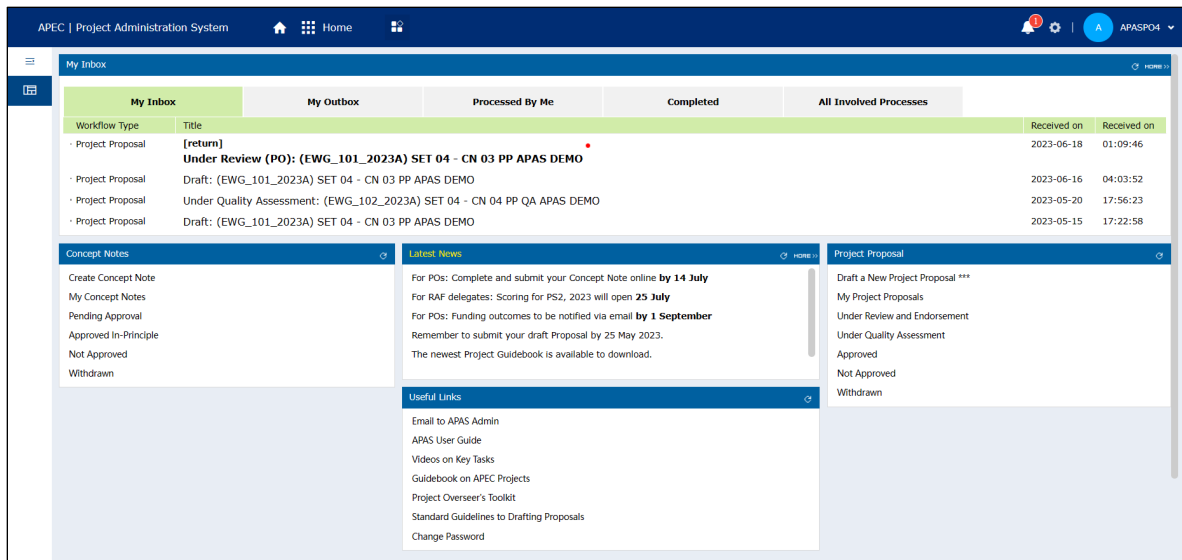 APEC | Project Administration System
Home
1
A
APASPO4
My Inbox
MORE >>
My Inbox My Outbox Processed By Me Completed All Involved Processes
Workflow Type Title Received on Received on
· Project Proposal [return] 2023-06-18 01:09:46
Under Review (PO): (EWG_101_2023A) SET 04 - CN 03 PP APAS DEMO
· Project Proposal Draft: (EWG_101_2023A) SET 04 - CN 03 PP APAS DEMO 2023-06-16 04:03:52
· Project Proposal Under Quality Assessment: (EWG_102_2023A) SET 04 - CN 04 PP QA APAS DEMO 2023-05-20 17:56:23
· Project Proposal Draft: (EWG_101_2023A) SET 04 - CN 03 PP APAS DEMO 2023-05-15 17:22:58
Concept Notes
Create Concept Note
My Concept Notes
Pending Approval
Approved In-Principle
Not Approved
Withdrawn
Latest News
MORE >>
For POs: Complete and submit your Concept Note online by 14 July
For RAF delegates: Scoring for PS2, 2023 will open 25 July
For POs: Funding outcomes to be notified via email by 1 September
Remember to submit your draft Proposal by 25 May 2023.
The newest Project Guidebook is available to download.
Useful Links
Email to APAS Admin
APAS User Guide
Videos on Key Tasks
Guidebook on APEC Projects
Project Overseer's Toolkit
Standard Guidelines to Drafting Proposals
Change Password
Project Proposal
Draft a New Project Proposal ***
My Project Proposals
Under Review and Endorsement
Under Quality Assessment
Approved
Not Approved
Withdrawn